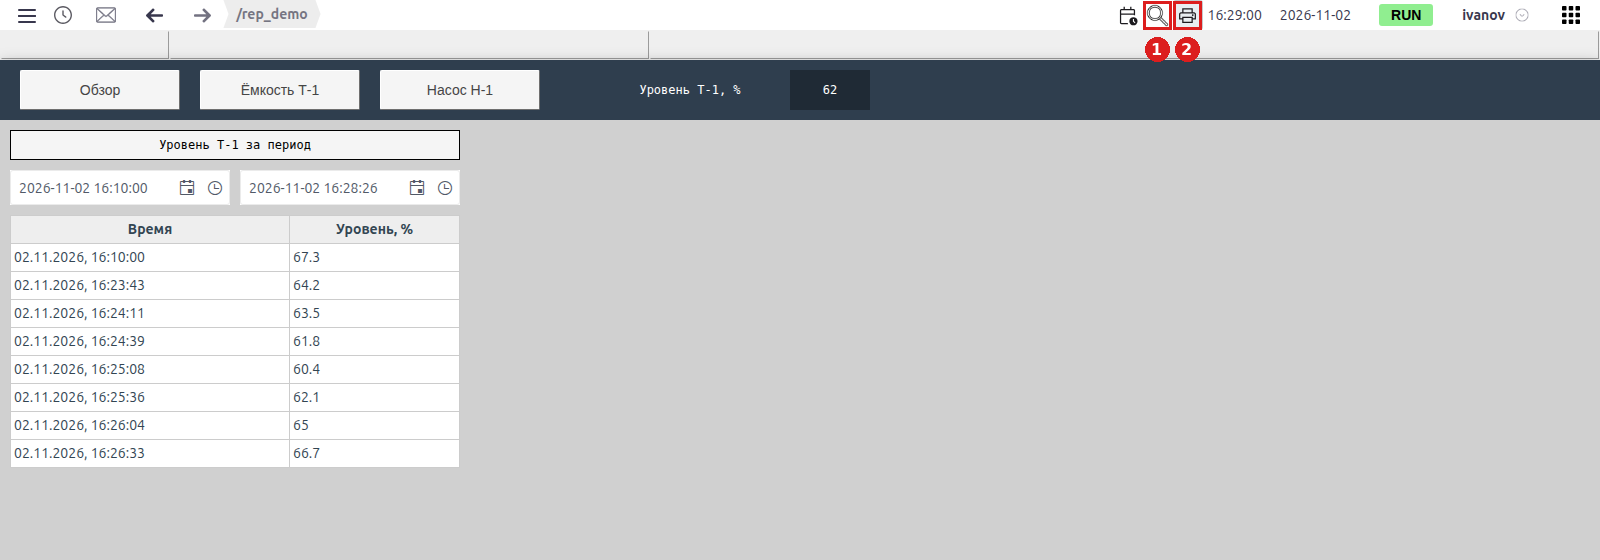 /rep_demo
16:29:00 2026-11-02 RUN ivanov
1 2
Обзор Ёмкость Т-1 Насос Н-1 Уровень Т-1, % 62
Уровень Т-1 за период
2026-11-02 16:10:00 2026-11-02 16:28:26
Время Уровень, %
02.11.2026, 16:10:00 67.3
02.11.2026, 16:23:43 64.2
02.11.2026, 16:24:11 63.5
02.11.2026, 16:24:39 61.8
02.11.2026, 16:25:08 60.4
02.11.2026, 16:25:36 62.1
02.11.2026, 16:26:04 65
02.11.2026, 16:26:33 66.7